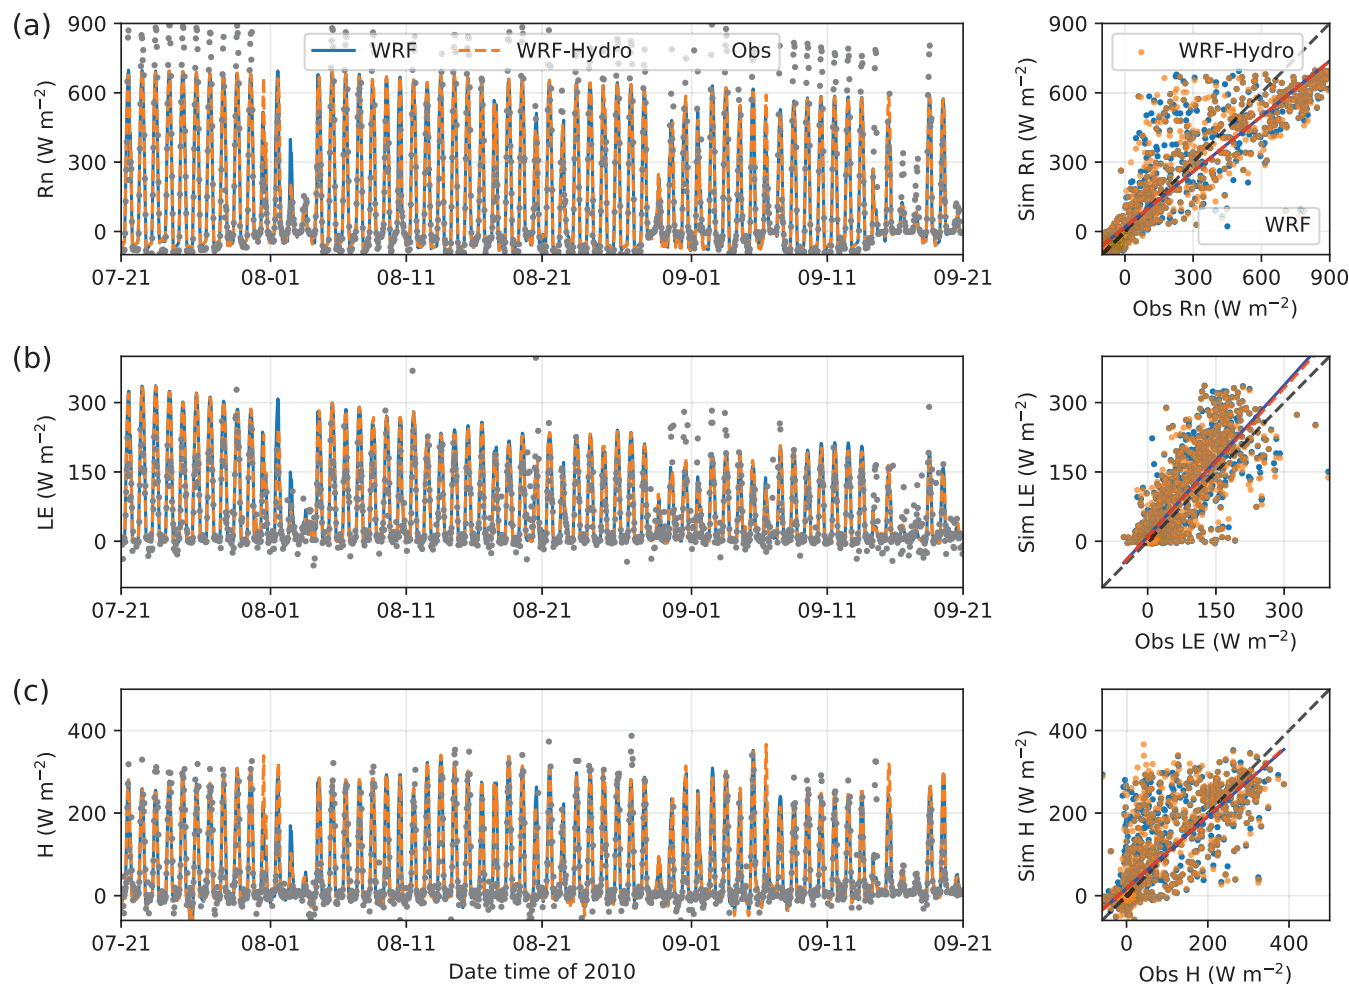 (a)
900
600
300
0
Rn (W m−2)
WRF
WRF-Hydro
Obs
07-21
08-01
08-11
08-21
09-01
09-11
09-21
900
600
300
0
Sim Rn (W m−2)
WRF-Hydro
WRF
0
300
600
900
Obs Rn (W m−2)
(b)
300
150
0
LE (W m−2)
07-21
08-01
08-11
08-21
09-01
09-11
09-21
300
150
0
Sim LE (W m−2)
0
150
300
Obs LE (W m−2)
(c)
400
200
0
H (W m−2)
07-21
08-01
08-11
08-21
09-01
09-11
09-21
Date time of 2010
400
200
0
Sim H (W m−2)
0
200
400
Obs H (W m−2)